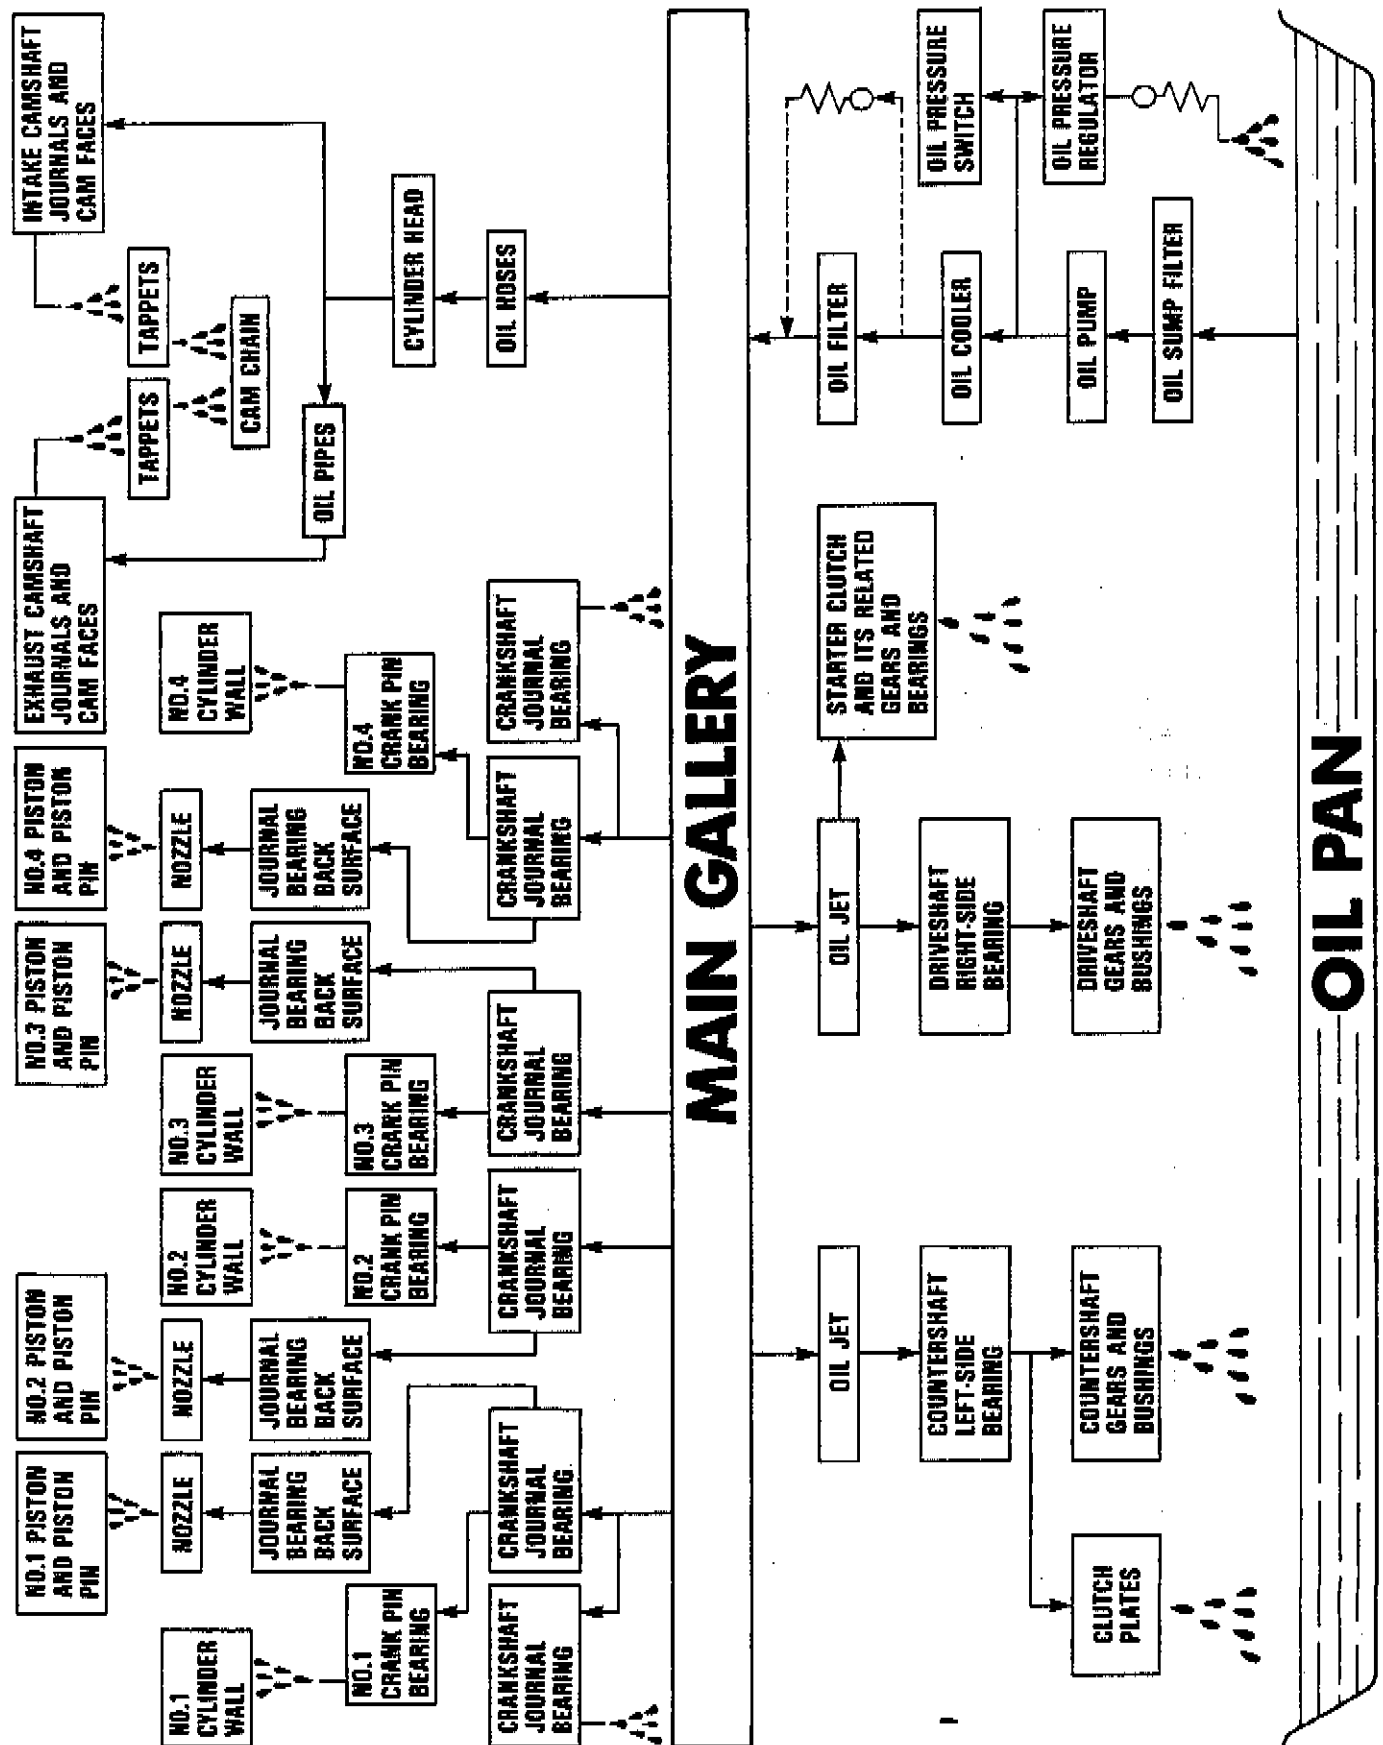 NO.1 PISTON
AND PISTON
PIN
NO.2 PISTON
AND PISTON
PIN
NO.3 PISTON
AND PISTON
PIN
NO.4 PISTON
AND PISTON
PIN
EXHAUST CAMSHAFT
JOURNALS AND
CAM FACES
INTAKE CAMSHAFT
JOURNALS AND
CAM FACES
NO.1
CYLINDER
WALL
NOZZLE
NOZZLE
NO.2
CYLINDER
WALL
NO.3
CYLINDER
WALL
NOZZLE
NOZZLE
NO.4
CYLINDER
WALL
TAPPETS
TAPPETS
CAM CHAIN
JOURNAL
BEARING
BACK
SURFACE
JOURNAL
BEARING
BACK
SURFACE
JOURNAL
BEARING
BACK
SURFACE
JOURNAL
BEARING
BACK
SURFACE
OIL PIPES
NO.1
CRANK PIN
BEARING
NO.2
CRANK PIN
BEARING
NO.3
CRANK PIN
BEARING
NO.4
CRANK PIN
BEARING
CYLINDER HEAD
CRANKSHAFT
JOURNAL
BEARING
CRANKSHAFT
JOURNAL
BEARING
CRANKSHAFT
JOURNAL
BEARING
CRANKSHAFT
JOURNAL
BEARING
CRANKSHAFT
JOURNAL
BEARING
CRANKSHAFT
JOURNAL
BEARING
OIL HOSES
MAIN GALLERY
OIL JET
OIL JET
STARTER CLUTCH
AND ITS RELATED
GEARS AND
BEARINGS
OIL FILTER
COUNTERSHAFT
LEFT-SIDE
BEARING
DRIVESHAFT
RIGHT-SIDE
BEARING
OIL COOLER
OIL PRESSURE
SWITCH
CLUTCH
PLATES
COUNTERSHAFT
GEARS AND
BUSHINGS
DRIVESHAFT
GEARS AND
BUSHINGS
OIL PUMP
OIL PRESSURE
REGULATOR
OIL SUMP FILTER
OIL PAN